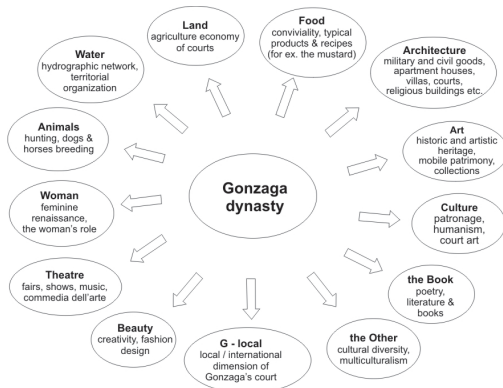 Land
agriculture economy
of courts
Food
conviviality, typical
products & recipes
(for ex. the mustard)
Architecture
military and civil goods,
apartment houses,
villas, courts,
religious buildings etc.
Water
hydrographic network,
territorial
organization
Art
historic and artistic
heritage,
mobile patrimony,
collections
Animals
hunting, dogs &
horses breeding
Gonzaga
dynasty
Woman
feminine
renaissance,
the woman's role
Culture
patronage,
humanism,
court art
Theatre
fairs, shows, music,
commedia dell'arte
the Book
poetry,
literature &
books
Beauty
creativity, fashion
design
G - local
local / international
dimension of
Gonzaga's court
the Other
cultural diversity,
multiculturalism